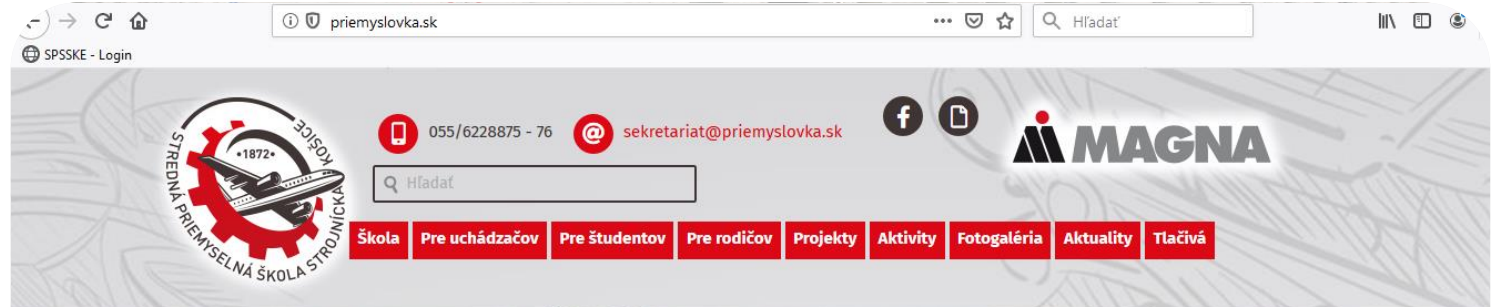 priemyslovka.sk
Hľadať
SPSSKE - Login
STREDNÁ PRIEMYSELNÁ ŠKOLA STROJNÍCKA KOŠICE
•1872•
055/6228875 - 76
sekretariat@priemyslovka.sk
MAGNA
Hľadať
Škola Pre uchádzačov Pre študentov Pre rodičov Projekty Aktivity Fotogaléria Aktuality Tlačivá